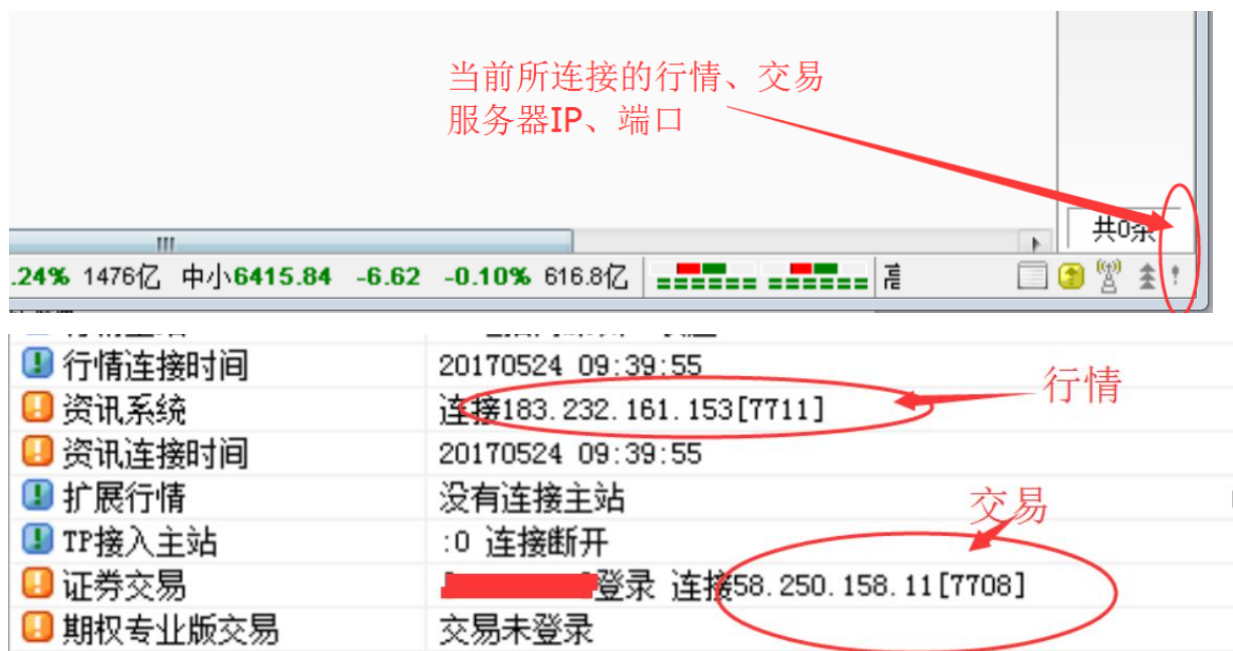 当前所连接的行情、交易
服务器IP、端口
共0条
.24% 1476亿 中小6415.84 -6.62 -0.10% 616.8亿
行情连接时间 20170524 09:39:55
行情
资讯系统 连接183.232.161.153[7711]
资讯连接时间 20170524 09:39:55
扩展行情 没有连接主站
交易
TP接入主站 :0 连接断开
证券交易 登录 连接58.250.158.11[7708]
期权专业版交易 交易未登录